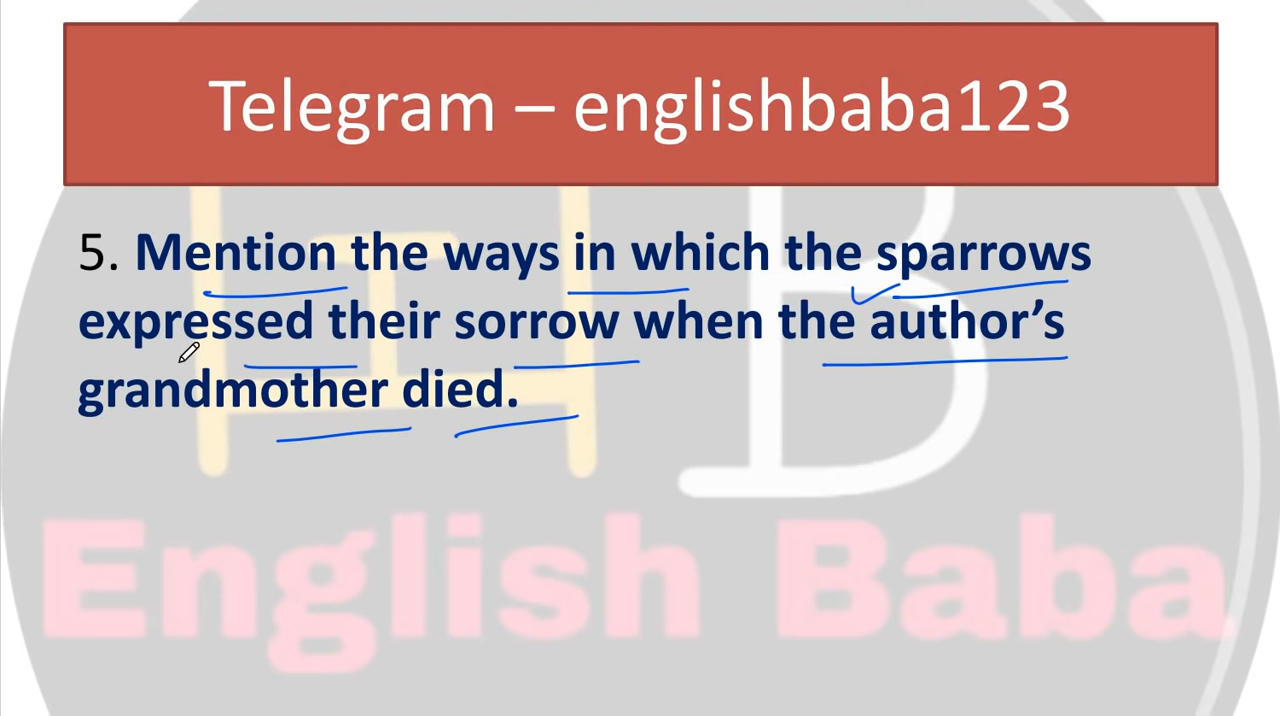 Telegram – englishbaba123
5. Mention the ways in which the sparrows
expressed their sorrow when the author’s
grandmother died.
English Baba